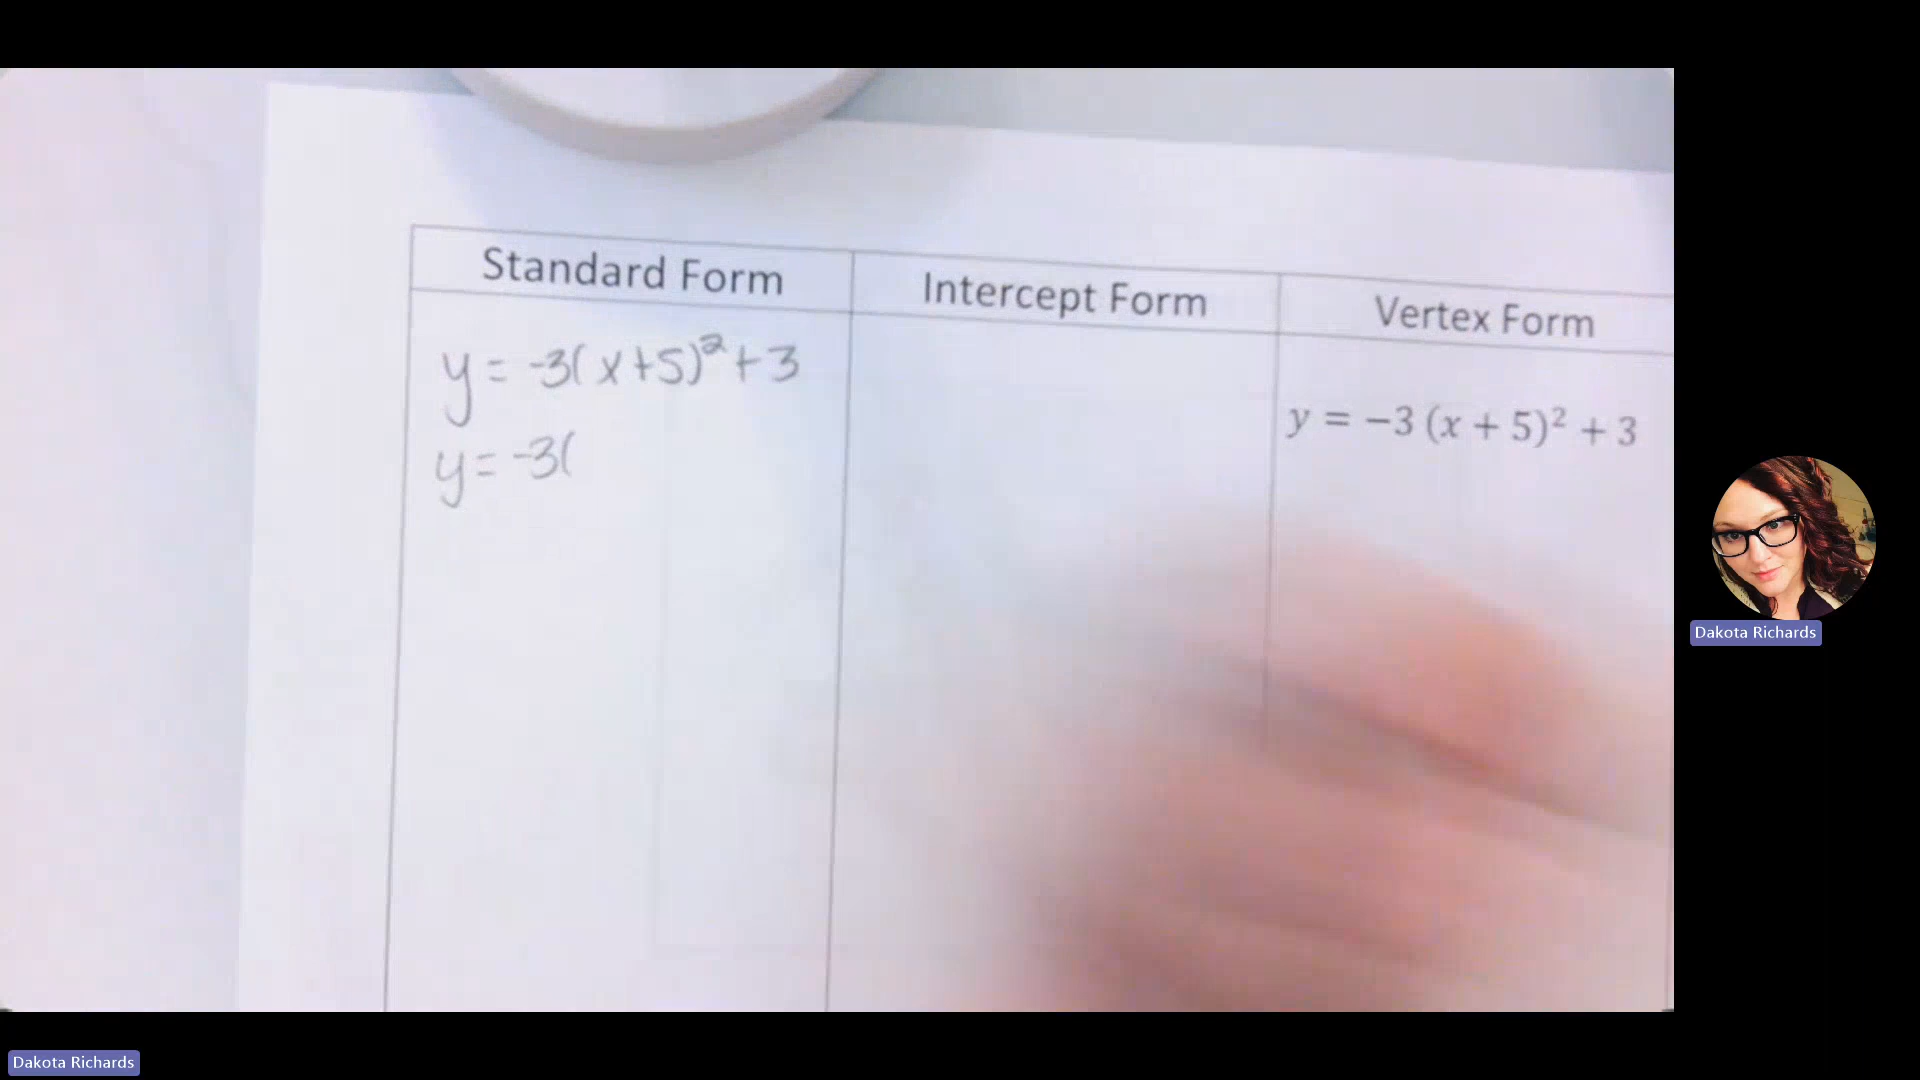 Standard Form
Intercept Form
Vertex Form
y = -3(x+5)² + 3
y = -3(
y = −3 (x + 5)² + 3
Dakota Richards
Dakota Richards